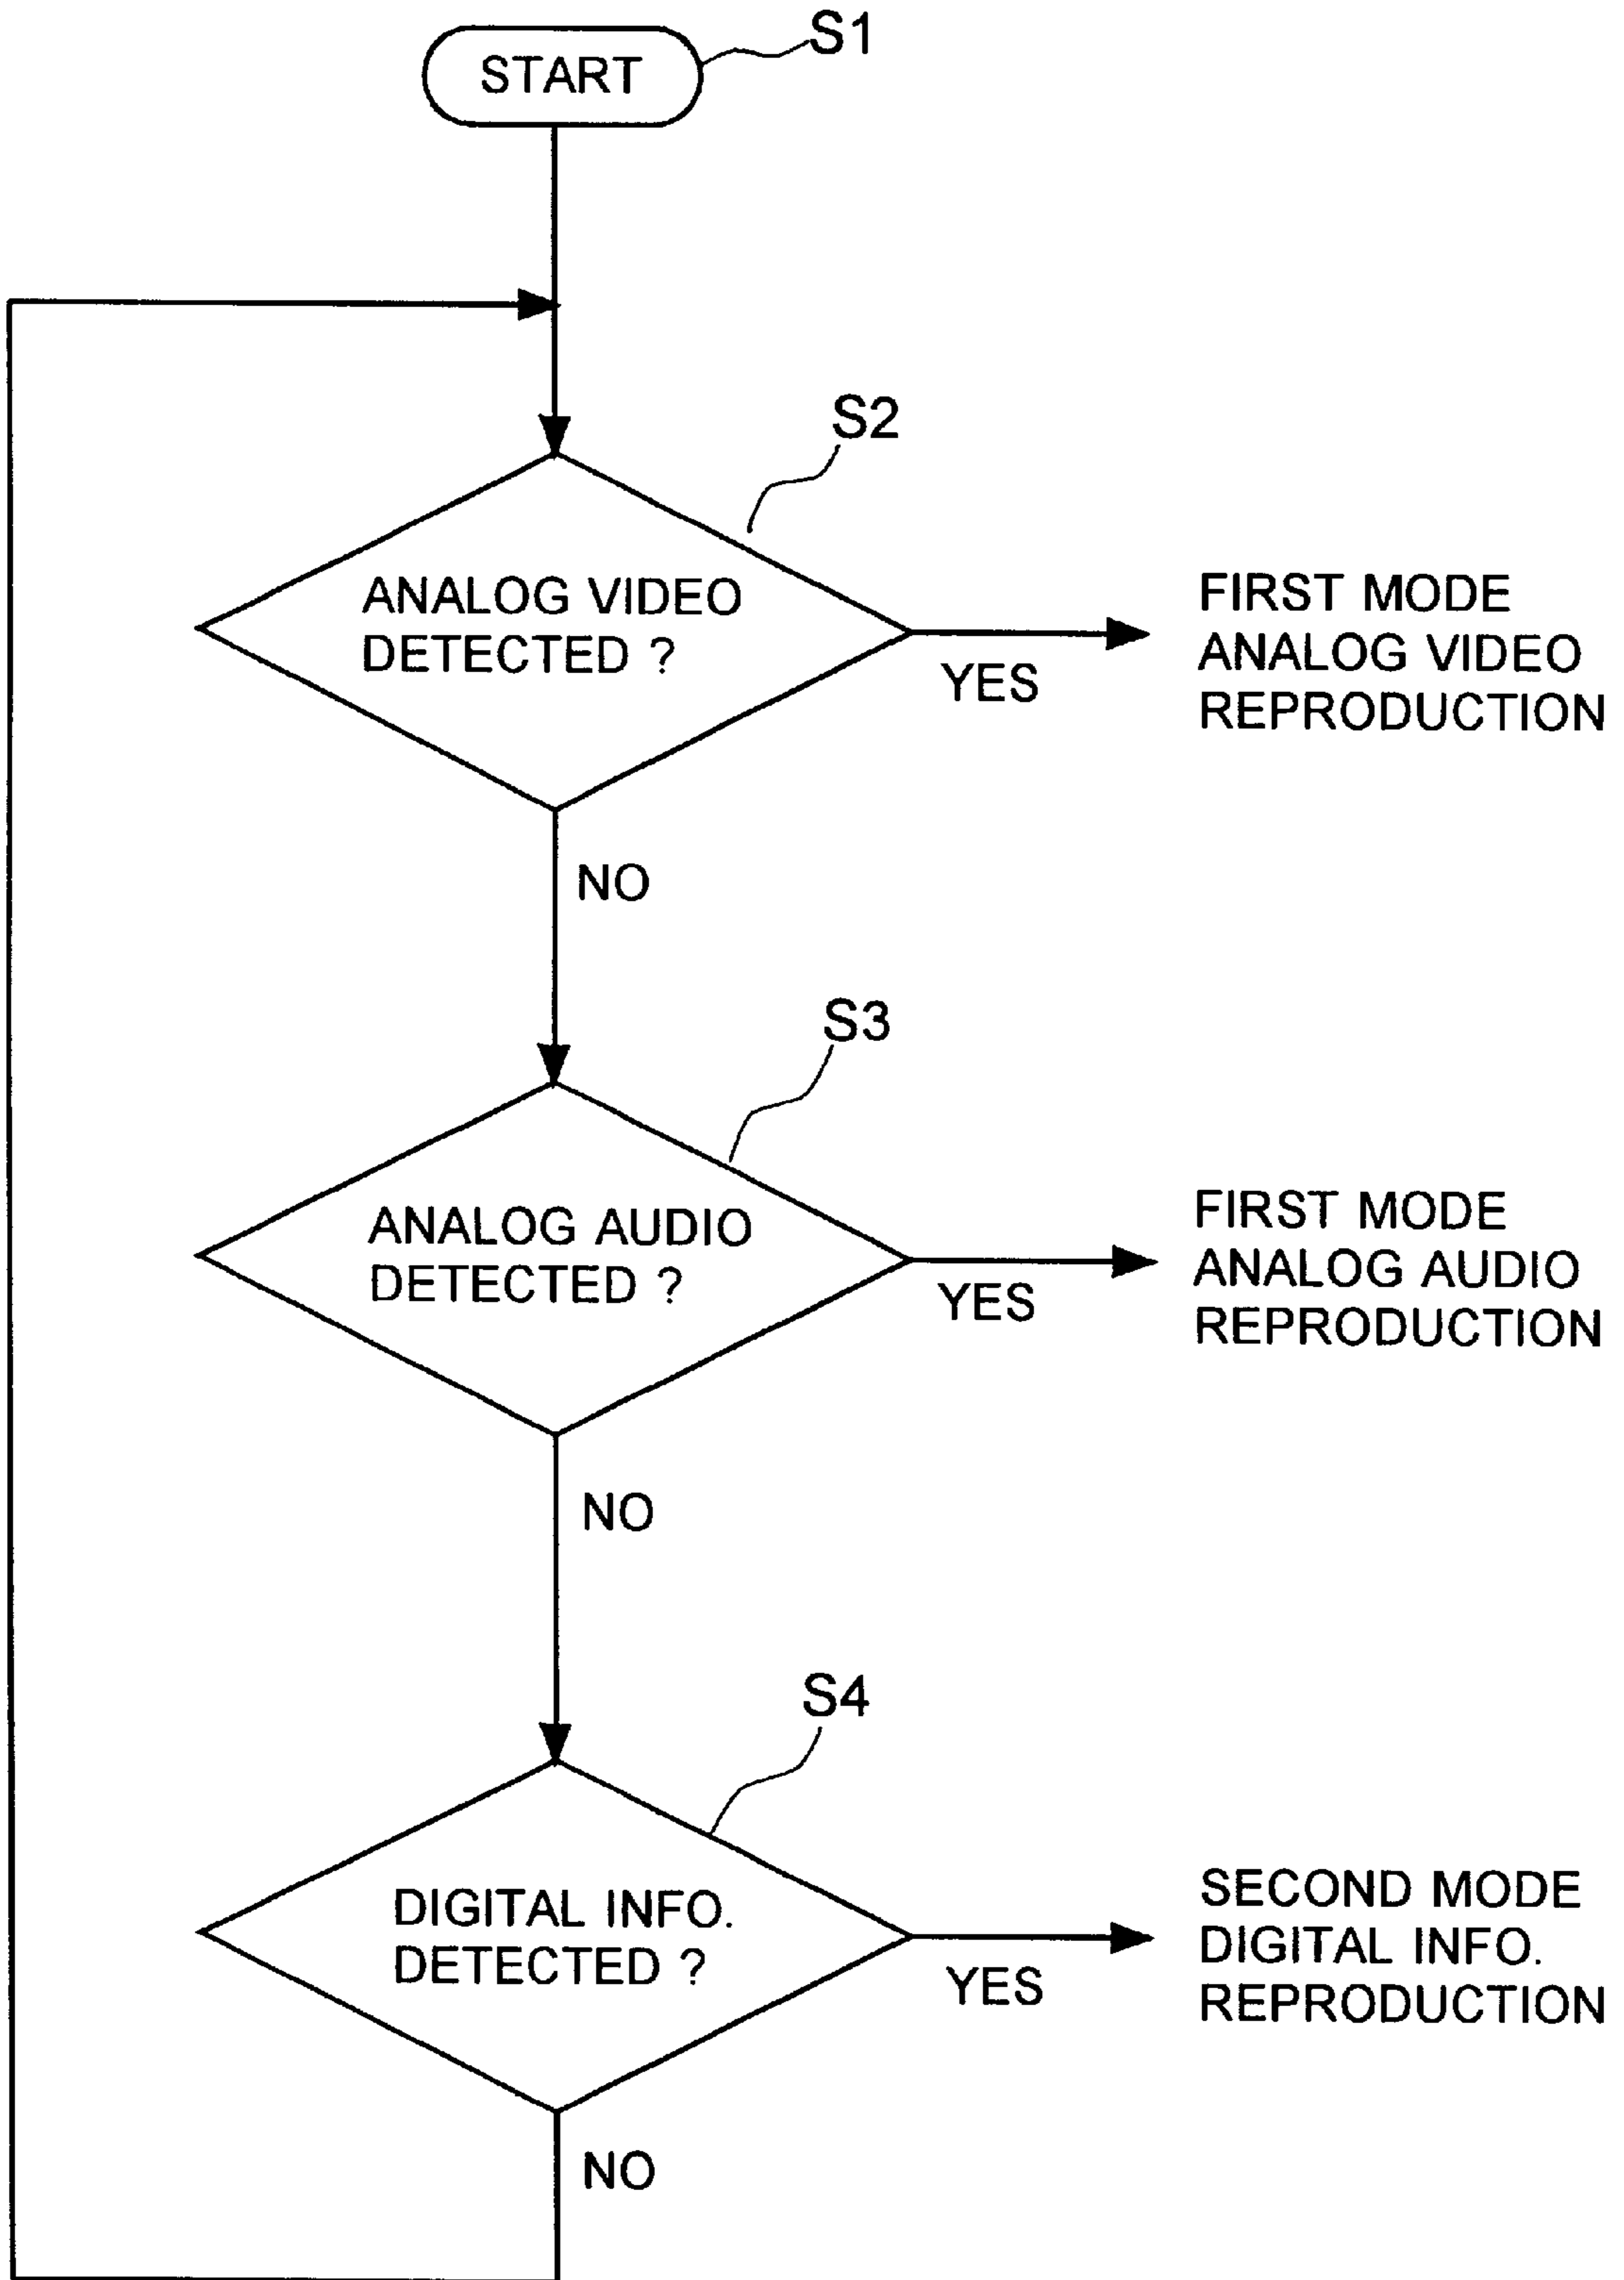 START
S1
S2
ANALOG VIDEO
DETECTED ?
YES
FIRST MODE
ANALOG VIDEO
REPRODUCTION
NO
S3
ANALOG AUDIO
DETECTED ?
YES
FIRST MODE
ANALOG AUDIO
REPRODUCTION
NO
S4
DIGITAL INFO.
DETECTED ?
YES
SECOND MODE
DIGITAL INFO.
REPRODUCTION
NO